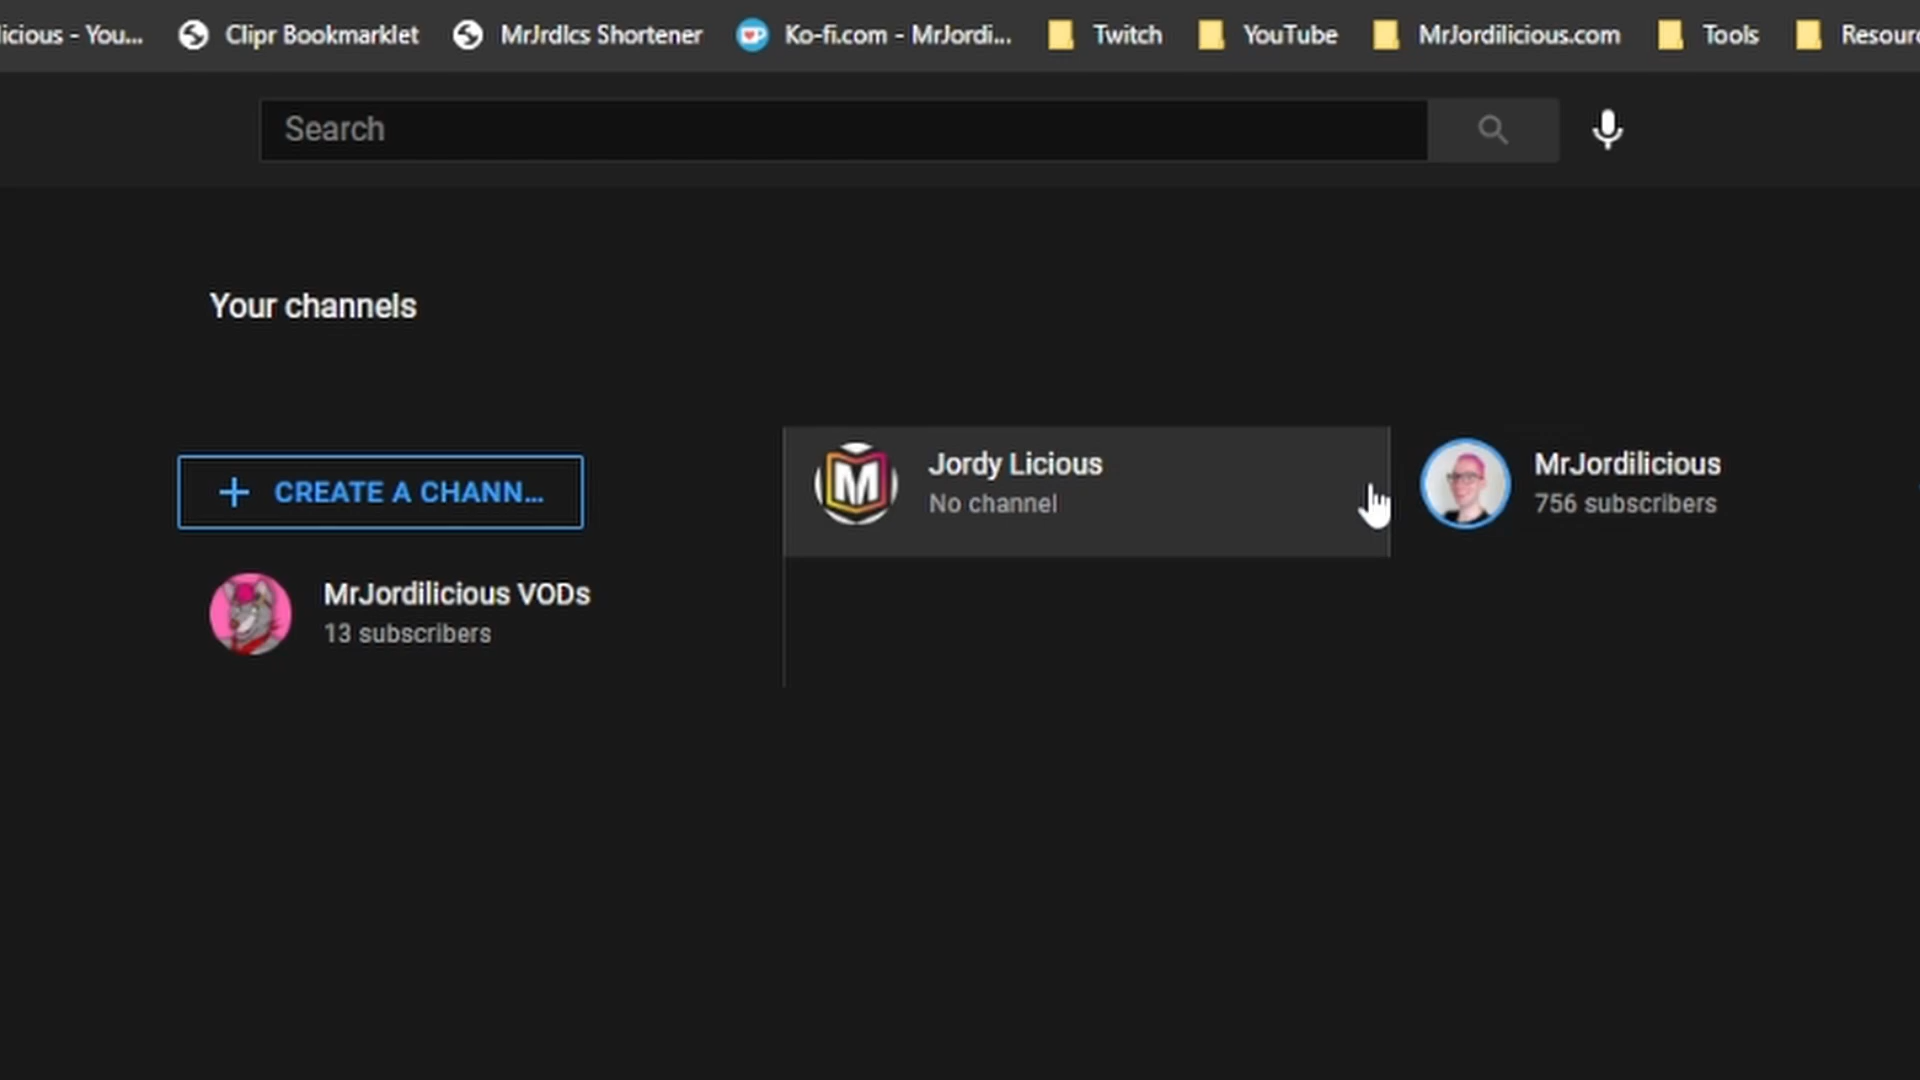 icious - You... Clipr Bookmarklet MrJrdlcs Shortener Ko-fi.com - MrJordi... Twitch YouTube MrJordilicious.com Tools Resourc
Search
Your channels
CREATE A CHANN...
M
Jordy Licious
No channel
MrJordilicious
756 subscribers
MrJordilicious VODs
13 subscribers